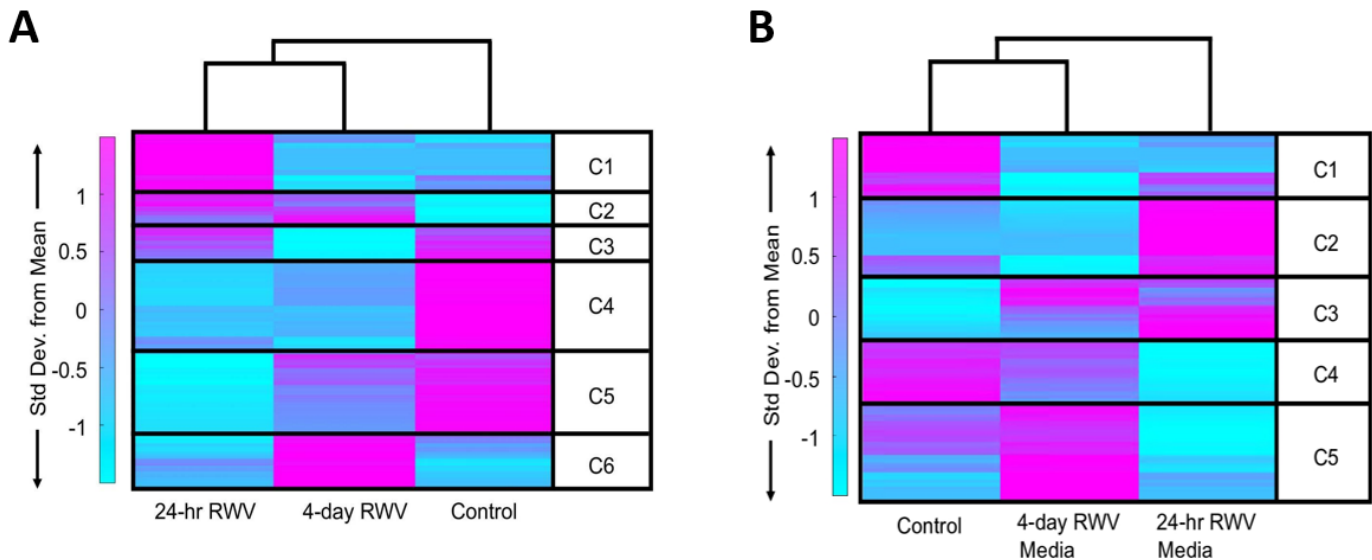 A
Std Dev. from Mean
1
0.5
0
-0.5
-1
C1
C2
C3
C4
C5
C6
24-hr RWV
4-day RWV
Control
B
Std Dev. from Mean
1
0.5
0
-0.5
-1
C1
C2
C3
C4
C5
Control
4-day RWV
Media
24-hr RWV
Media